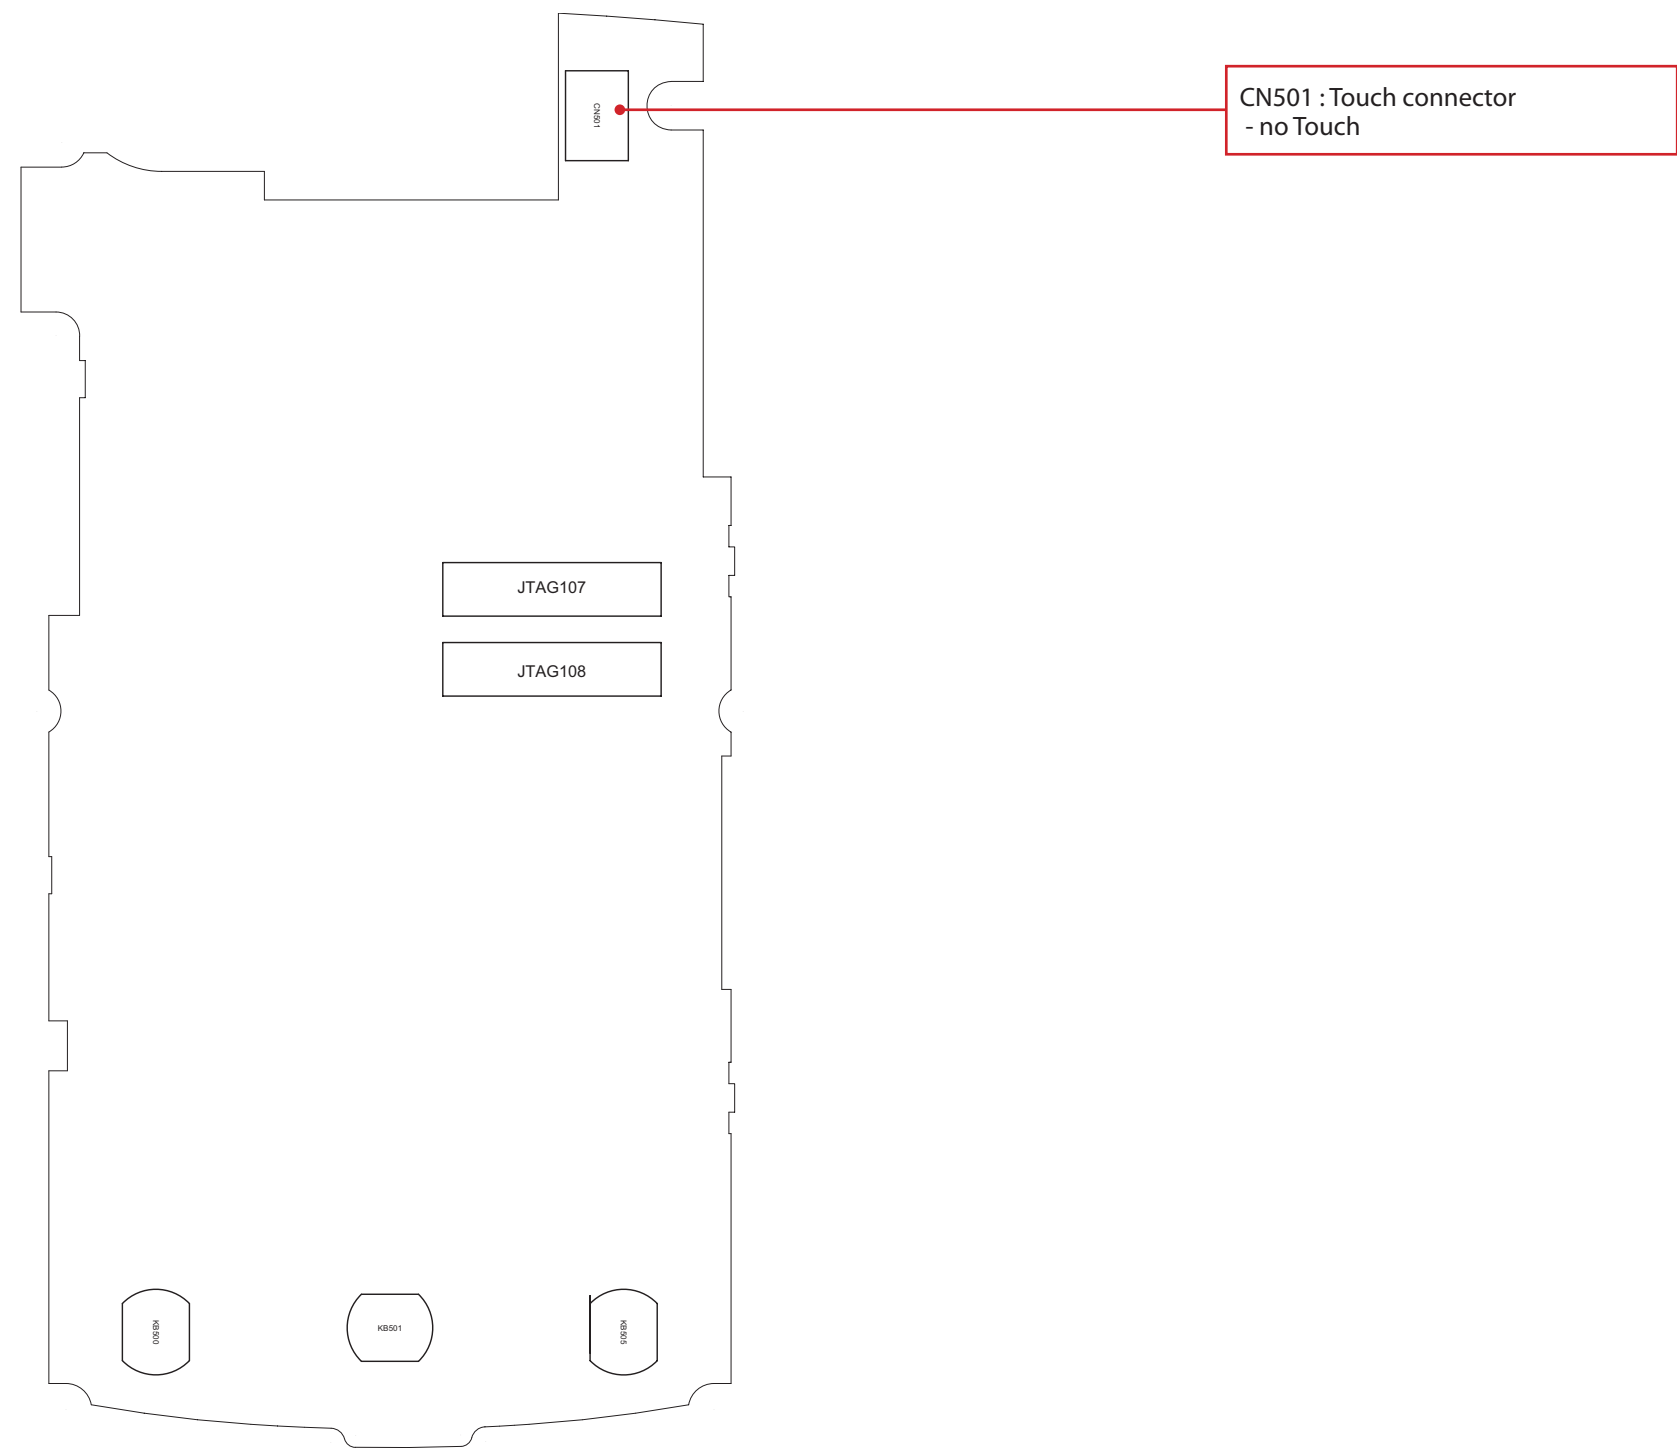 CN501 : Touch connector
- no Touch
CN501
JTAG107
JTAG108
KB500
KB501
KB505